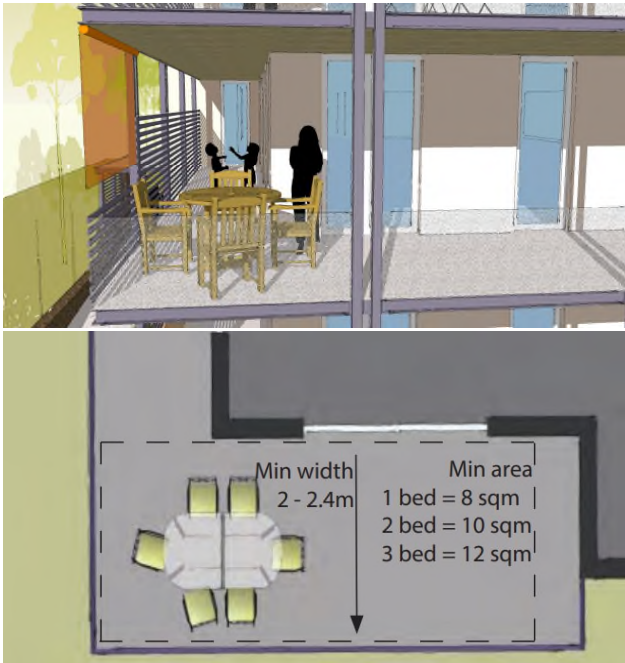 Min width
2 - 2.4m
Min area
1 bed = 8 sqm
2 bed = 10 sqm
3 bed = 12 sqm